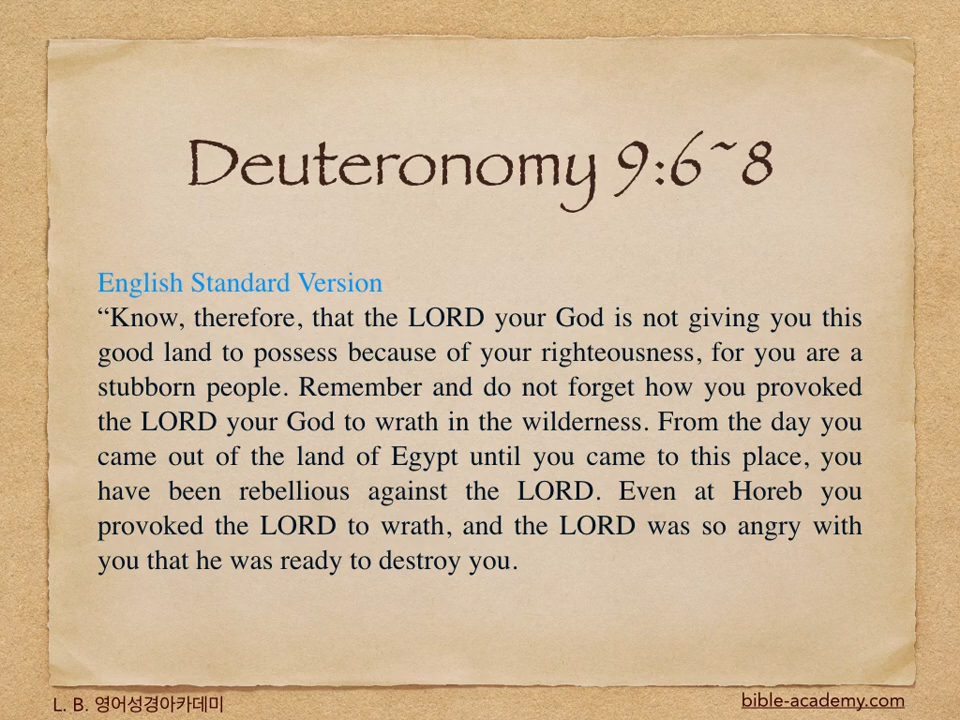 Deuteronomy 9:6~8
English Standard Version
“Know, therefore, that the LORD your God is not giving you this
good land to possess because of your righteousness, for you are a
stubborn people. Remember and do not forget how you provoked
the LORD your God to wrath in the wilderness. From the day you
came out of the land of Egypt until you came to this place, you
have been rebellious against the LORD. Even at Horeb you
provoked the LORD to wrath, and the LORD was so angry with
you that he was ready to destroy you.
L. B. 영어성경아카데미
bible-academy.com